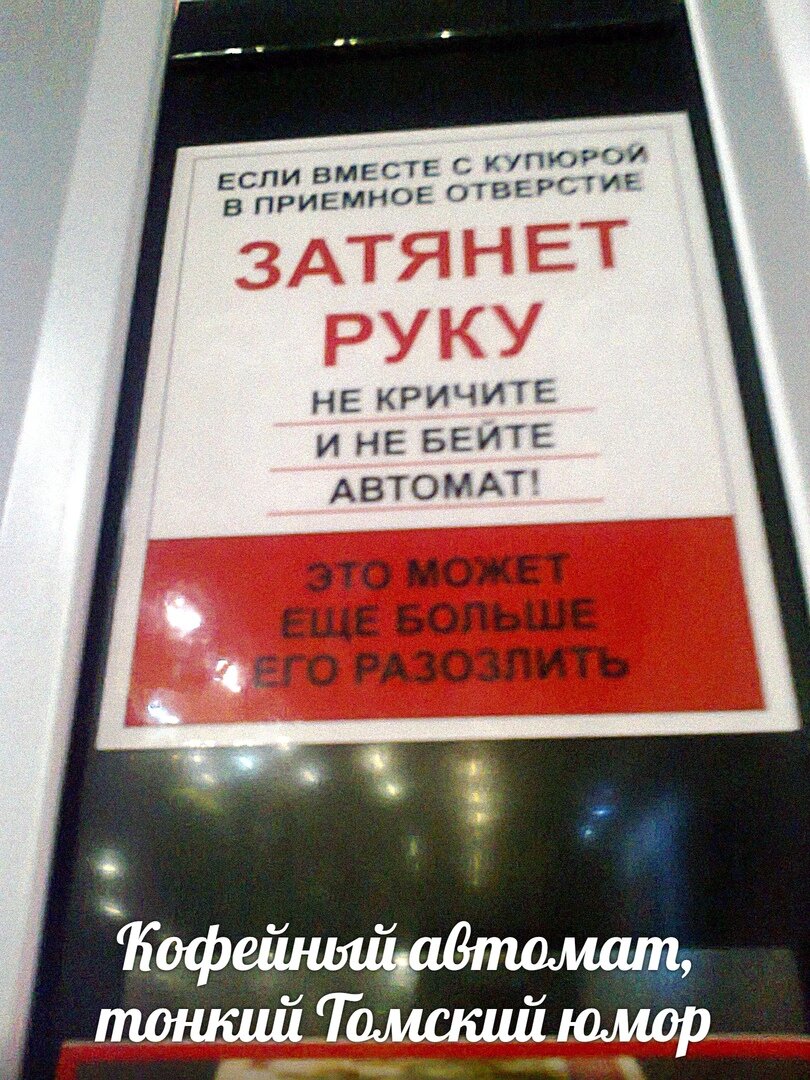 ЕСЛИ ВМЕСТЕ С КУПЮРОЙ
В ПРИЕМНОЕ ОТВЕРСТИЕ
ЗАТЯНЕТ
РУКУ
НЕ КРИЧИТЕ
И НЕ БЕЙТЕ
АВТОМАТ!
ЭТО МОЖЕТ
ЕЩЕ БОЛЬШЕ
ЕГО РАЗОЗЛИТЬ
Кофейный автомат,
тонкий Томский юмор